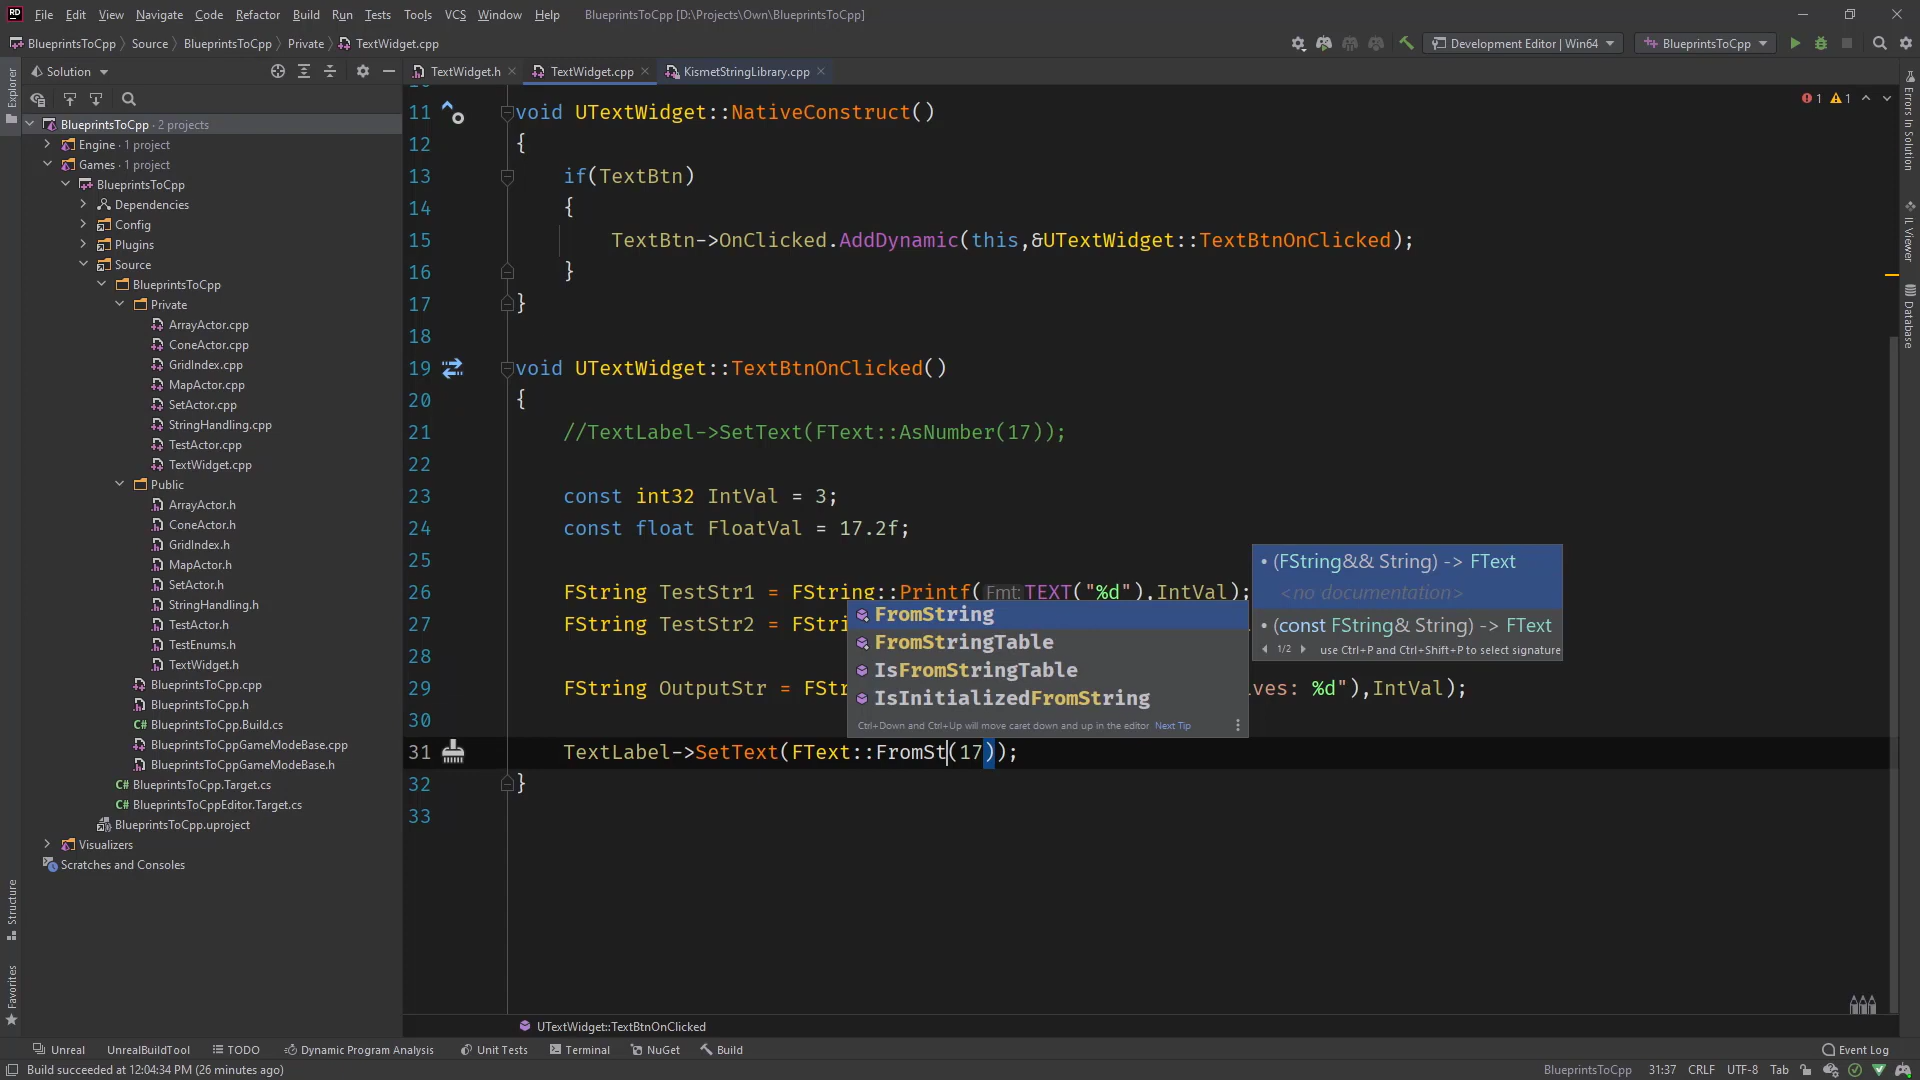 RD File Edit View Navigate Code Refactor Build Run Tests Tools VCS Window Help BlueprintsToCpp [D:\Projects\Own\BlueprintsToCpp]
BlueprintsToCpp Source BlueprintsToCpp Private TextWidget.cpp Development Editor | Win64 BlueprintsToCpp
Explorer
Solution
TextWidget.h TextWidget.cpp KismetStringLibrary.cpp
BlueprintsToCpp · 2 projects
Engine · 1 project
Games · 1 project
BlueprintsToCpp
Dependencies
Config
Plugins
Source
BlueprintsToCpp
Private
ArrayActor.cpp
ConeActor.cpp
GridIndex.cpp
MapActor.cpp
SetActor.cpp
StringHandling.cpp
TestActor.cpp
TextWidget.cpp
Public
ArrayActor.h
ConeActor.h
GridIndex.h
MapActor.h
SetActor.h
StringHandling.h
TestActor.h
TestEnums.h
TextWidget.h
BlueprintsToCpp.cpp
BlueprintsToCpp.h
BlueprintsToCpp.Build.cs
BlueprintsToCppGameModeBase.cpp
BlueprintsToCppGameModeBase.h
BlueprintsToCpp.Target.cs
BlueprintsToCppEditor.Target.cs
BlueprintsToCpp.uproject
Visualizers
Scratches and Consoles
Structure
Favorites
1 1
11 void UTextWidget::NativeConstruct()
12 {
13 if(TextBtn)
14 {
15 TextBtn->OnClicked.AddDynamic(this,&UTextWidget::TextBtnOnClicked);
16 }
17 }
18
19 void UTextWidget::TextBtnOnClicked()
20 {
21 //TextLabel->SetText(FText::AsNumber(17));
22
23 const int32 IntVal = 3;
24 const float FloatVal = 17.2f;
25
26 FString TestStr1 = FString::Printf( Fmt: TEXT("%d"),IntVal);
27 FString TestStr2 = FStri
28
29 FString OutputStr = FStr ves: %d"),IntVal);
30
31 TextLabel->SetText(FText::FromSt(17));
32 }
33
FromString
FromStringTable
IsFromStringTable
IsInitializedFromString
Ctrl+Down and Ctrl+Up will move caret down and up in the editor Next Tip
• (FString&& String) -> FText
<no documentation>
• (const FString& String) -> FText
1/2 use Ctrl+P and Ctrl+Shift+P to select signature
Errors In Solution
IL Viewer
Database
UTextWidget::TextBtnOnClicked
Unreal UnrealBuildTool TODO Dynamic Program Analysis Unit Tests Terminal NuGet Build Event Log
Build succeeded at 12:04:34 PM (26 minutes ago) BlueprintsToCpp 31:37 CRLF UTF-8 Tab